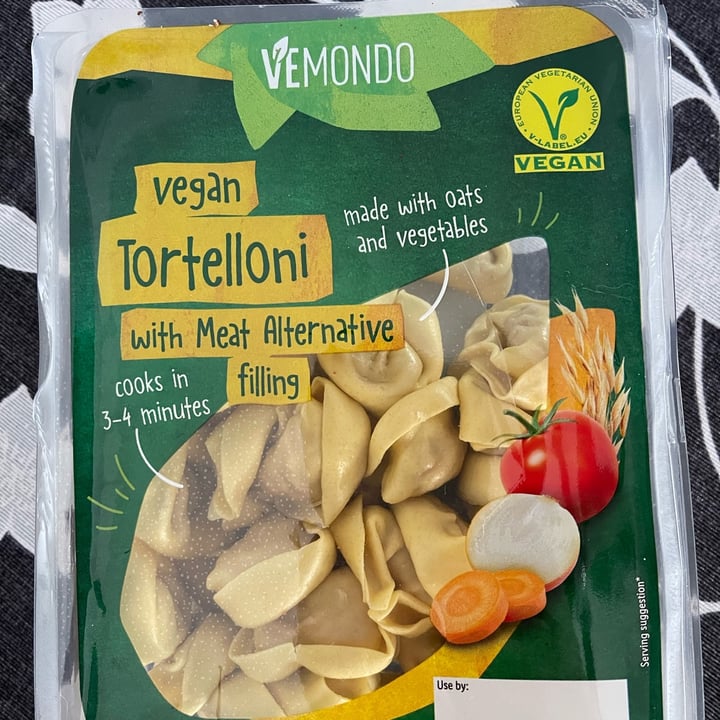 VEMONDO
EUROPEAN VEGETARIAN UNION
V-LABEL.EU
VEGAN
vegan
Tortelloni
with Meat Alternative
filling
made with oats
and vegetables
cooks in
3-4 minutes
Serving suggestion*
Use by: